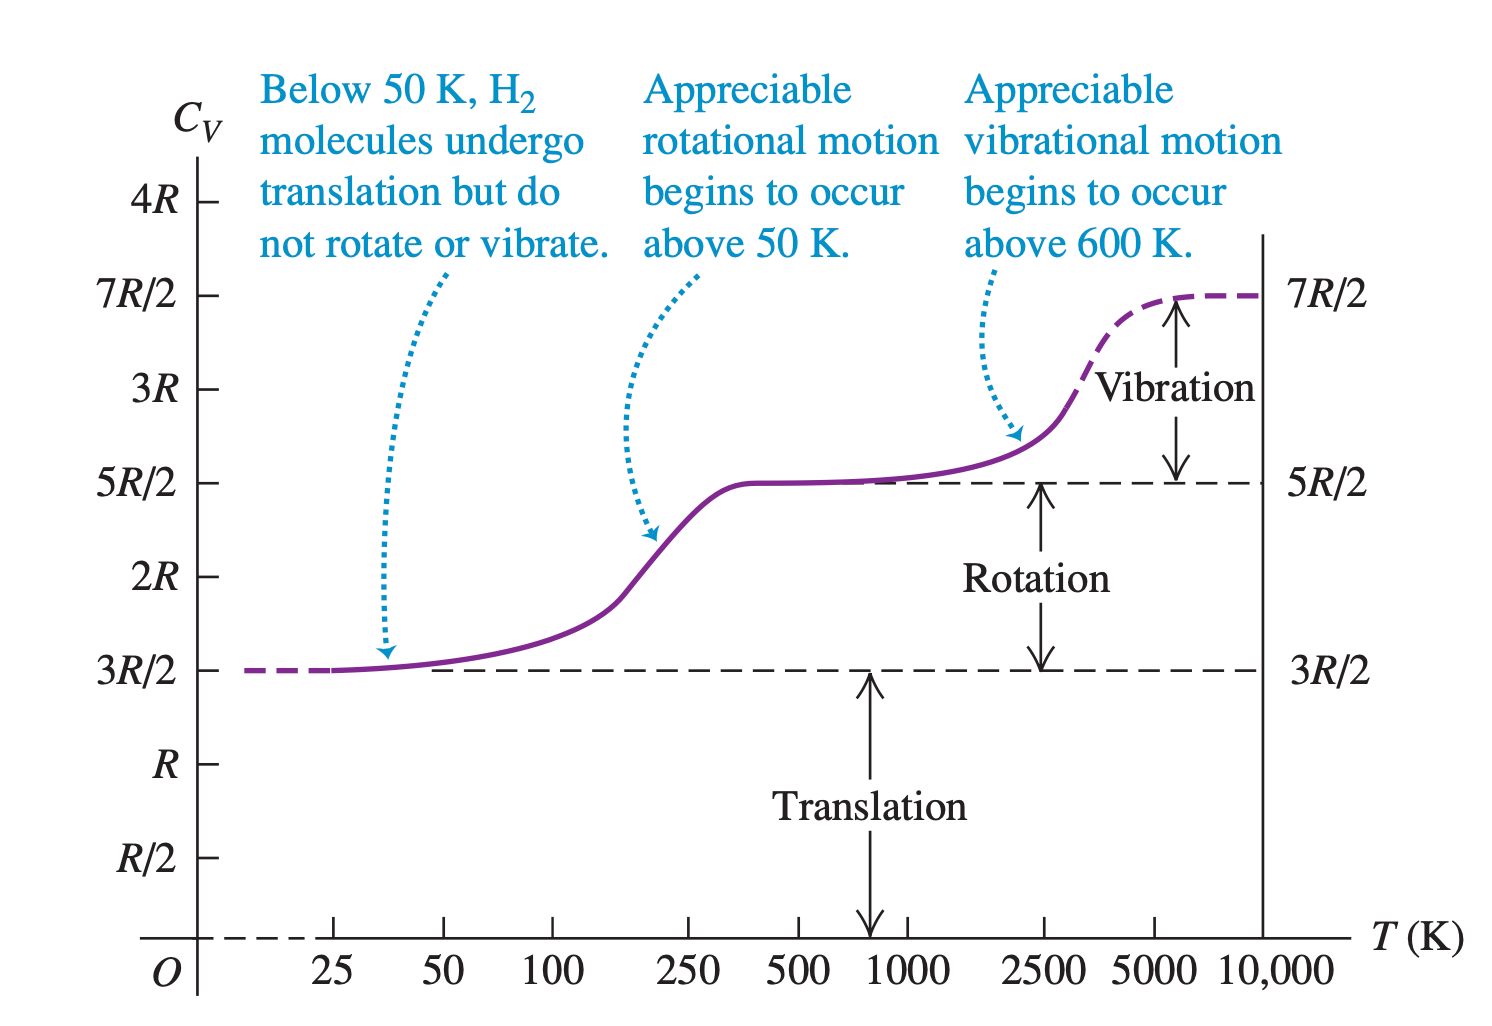 Below 50 K, H₂
molecules undergo
translation but do
not rotate or vibrate.
Appreciable
rotational motion
begins to occur
above 50 K.
Appreciable
vibrational motion
begins to occur
above 600 K.
C_V
4R
7R/2
3R
5R/2
2R
3R/2
R
R/2
O
7R/2
5R/2
3R/2
Vibration
Rotation
Translation
25 50 100 250 500 1000 2500 5000 10,000
T (K)